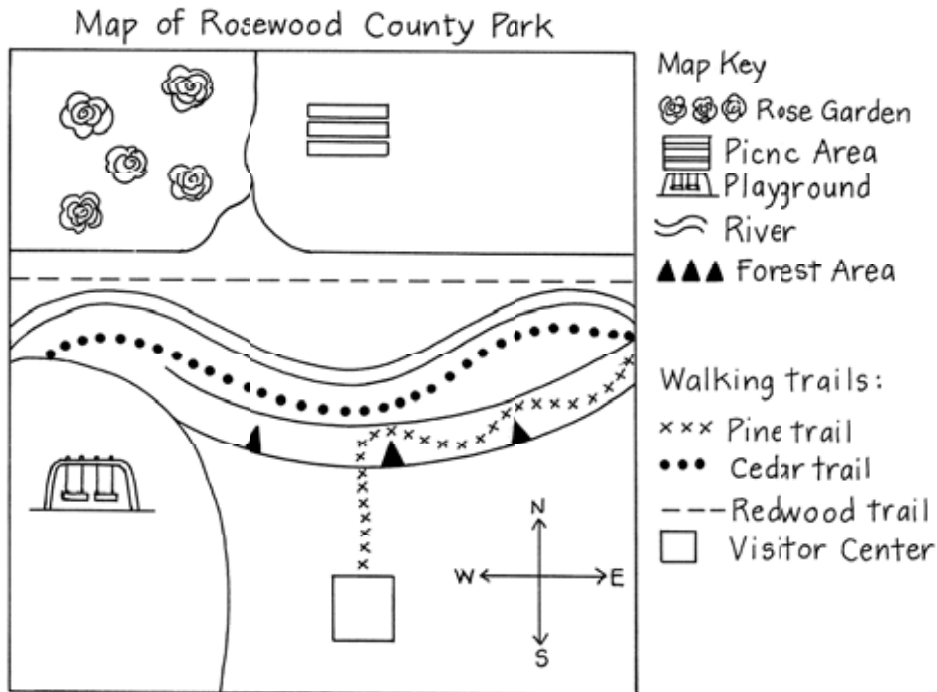 Map of Rosewood County Park
Map Key
Rose Garden
Picnc Area
Playground
River
Forest Area
Walking trails:
Pine trail
Cedar trail
Redwood trail
Visitor Center
N
W E
S